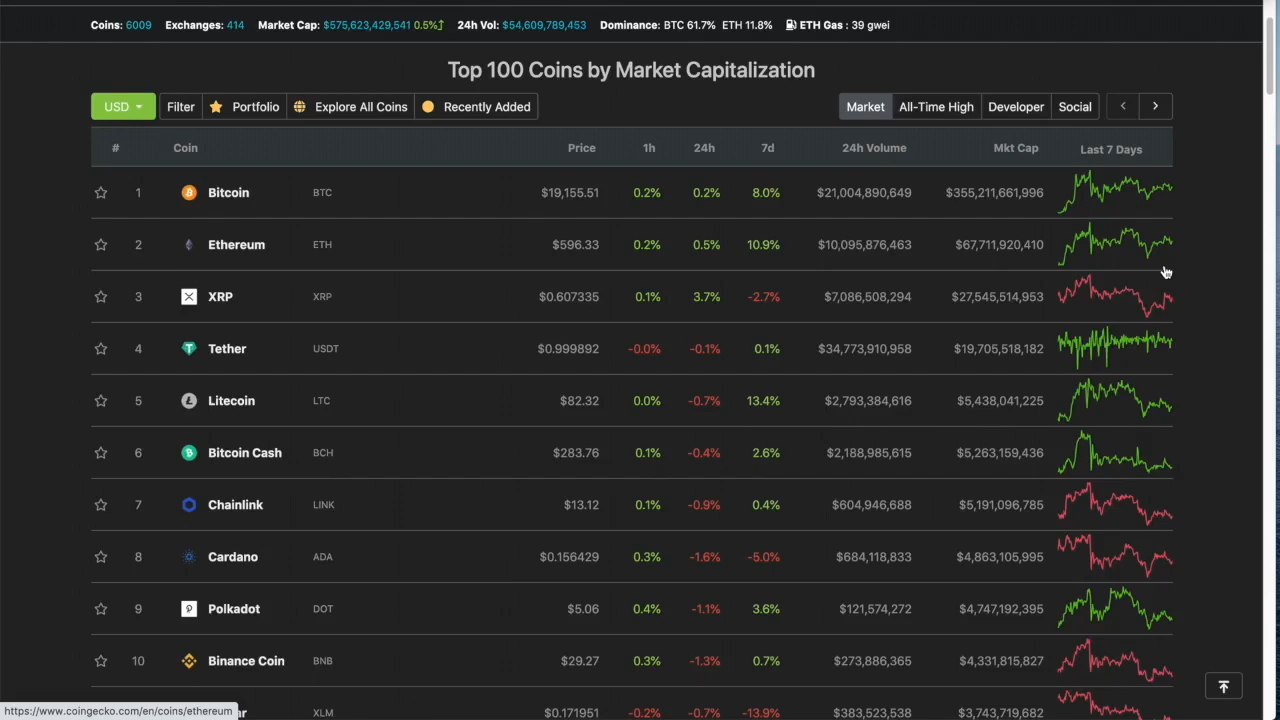 Coins: 6009 Exchanges: 414 Market Cap: $575,623,429,541 0.5% 24h Vol: $54,609,789,453 Dominance: BTC 61.7% ETH 11.8% ETH Gas : 39 gwei
Top 100 Coins by Market Capitalization
USD Filter Portfolio Explore All Coins Recently Added Market All-Time High Developer Social
# Coin Price 1h 24h 7d 24h Volume Mkt Cap Last 7 Days
1 Bitcoin BTC $19,155.51 0.2% 0.2% 8.0% $21,004,890,649 $355,211,661,996
2 Ethereum ETH $596.33 0.2% 0.5% 10.9% $10,095,876,463 $67,711,920,410
3 XRP XRP $0.607335 0.1% 3.7% -2.7% $7,086,508,294 $27,545,514,953
4 Tether USDT $0.999892 -0.0% -0.1% 0.1% $34,773,910,958 $19,705,518,182
5 Litecoin LTC $82.32 0.0% -0.7% 13.4% $2,793,384,616 $5,438,041,225
6 Bitcoin Cash BCH $283.76 0.1% -0.4% 2.6% $2,188,985,615 $5,263,159,436
7 Chainlink LINK $13.12 0.1% -0.9% 0.4% $604,946,688 $5,191,096,785
8 Cardano ADA $0.156429 0.3% -1.6% -5.0% $684,118,833 $4,863,105,995
9 Polkadot DOT $5.06 0.4% -1.1% 3.6% $121,574,272 $4,747,192,395
10 Binance Coin BNB $29.27 0.3% -1.3% 0.7% $273,886,365 $4,331,815,827
XLM $0.171951 -0.2% -0.7% -13.9% $383,523,538 $3,743,719,682
https://www.coingecko.com/en/coins/ethereum